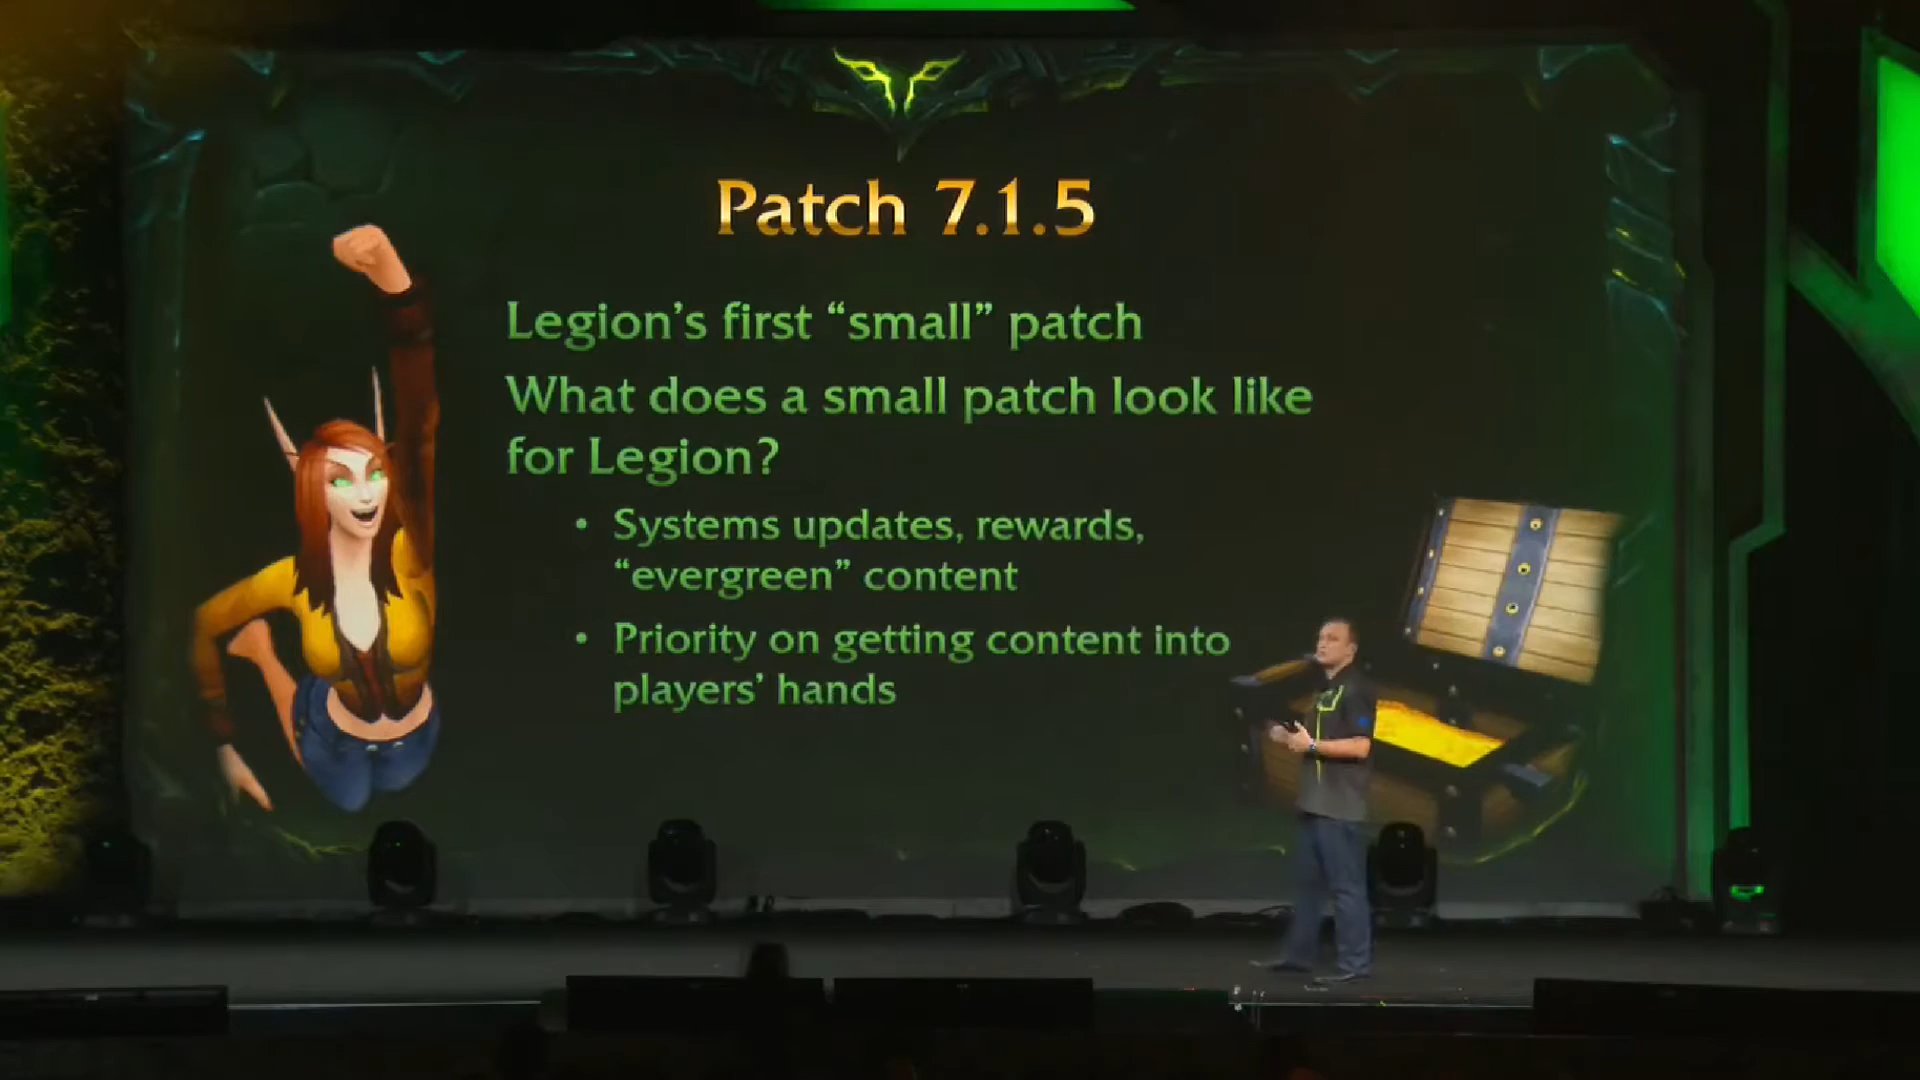 Patch 7.1.5
Legion's first “small” patch
What does a small patch look like
for Legion?
• Systems updates, rewards,
“evergreen” content
• Priority on getting content into
players’ hands